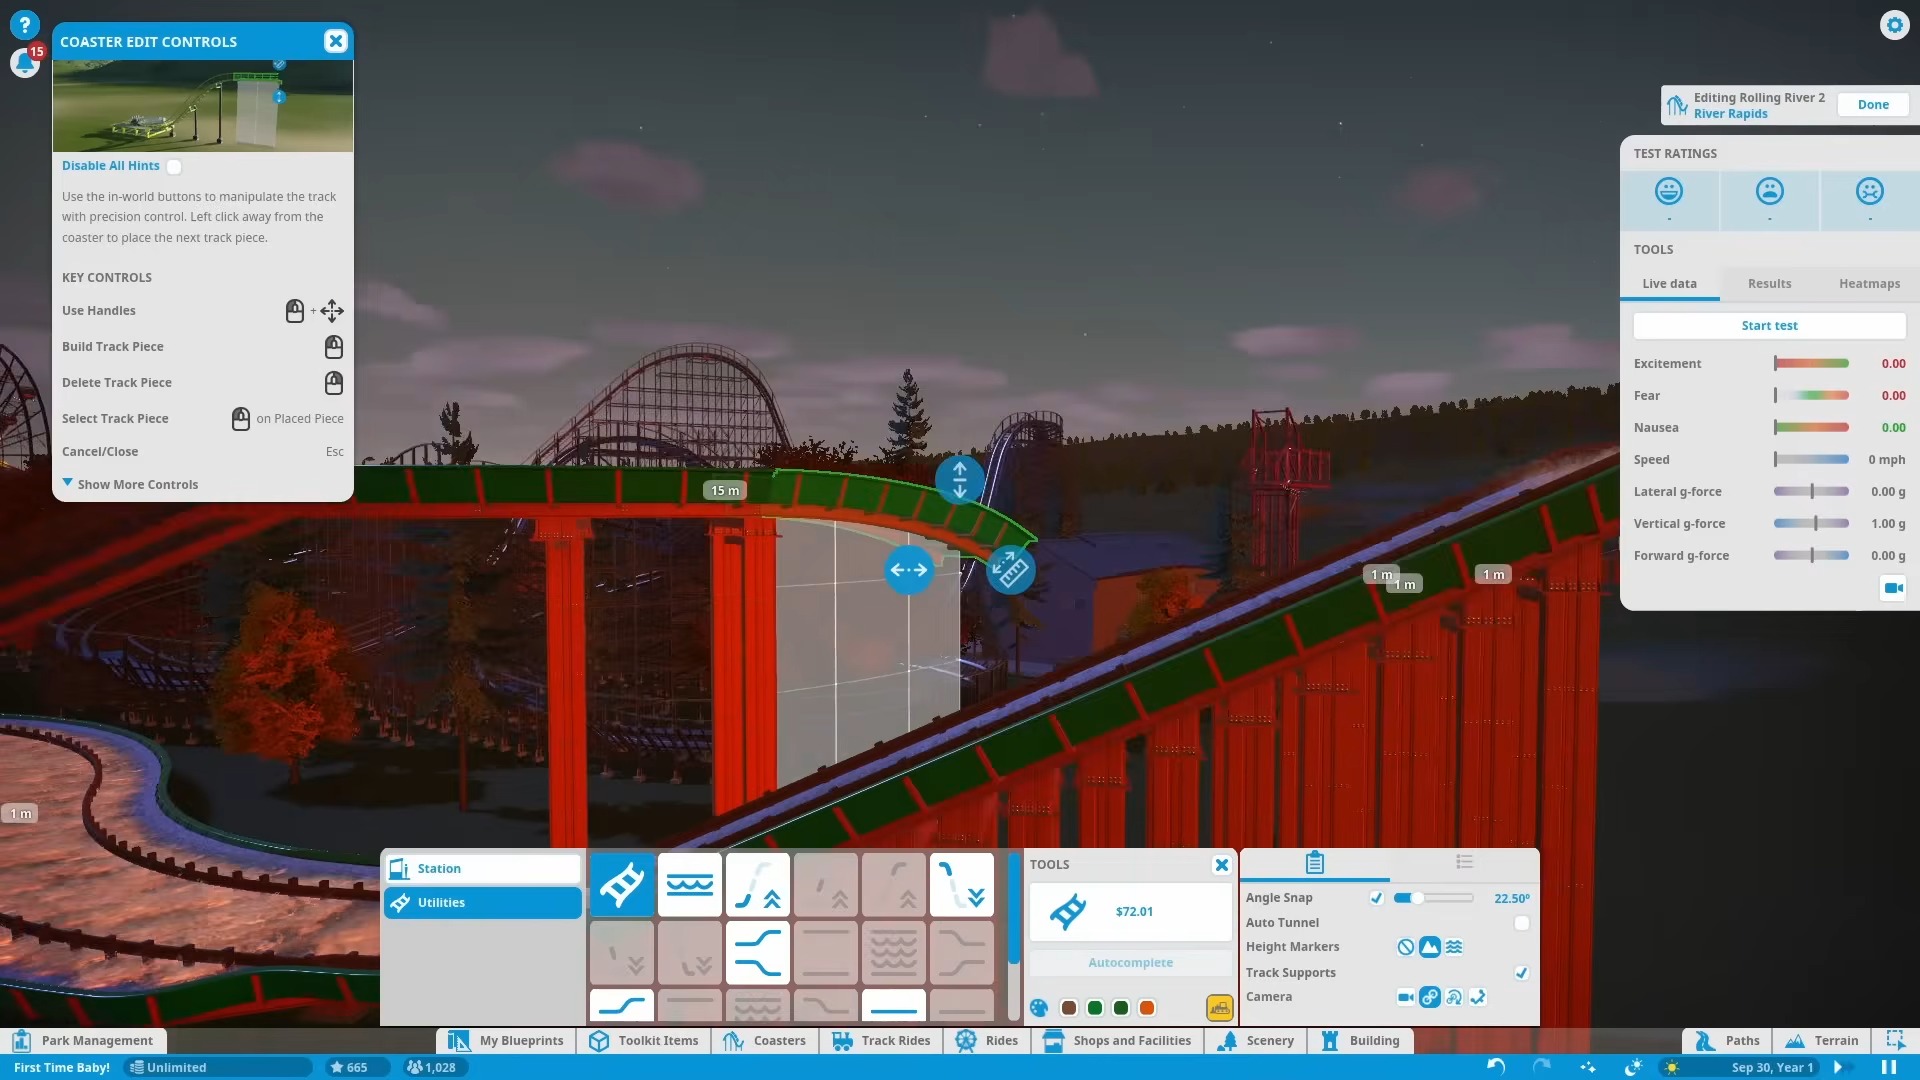 ?
15
COASTER EDIT CONTROLS
Disable All Hints
Use the in-world buttons to manipulate the track
with precision control. Left click away from the
coaster to place the next track piece.
KEY CONTROLS
Use Handles
+
Build Track Piece
Delete Track Piece
Select Track Piece
on Placed Piece
Cancel/Close
Esc
Show More Controls
Editing Rolling River 2
River Rapids
Done
TEST RATINGS
- - -
TOOLS
Live data
Results
Heatmaps
Start test
Excitement 0.00
Fear 0.00
Nausea 0.00
Speed 0 mph
Lateral g-force 0.00 g
Vertical g-force 1.00 g
Forward g-force 0.00 g
15 m
1 m
1 m
1 m
1 m
Station
Utilities
TOOLS
$72.01
Autocomplete
Angle Snap 22.50°
Auto Tunnel
Height Markers
Track Supports
Camera
Park Management
My Blueprints
Toolkit Items
Coasters
Track Rides
Rides
Shops and Facilities
Scenery
Building
Paths
Terrain
First Time Baby!
Unlimited
665
1,028
Sep 30, Year 1